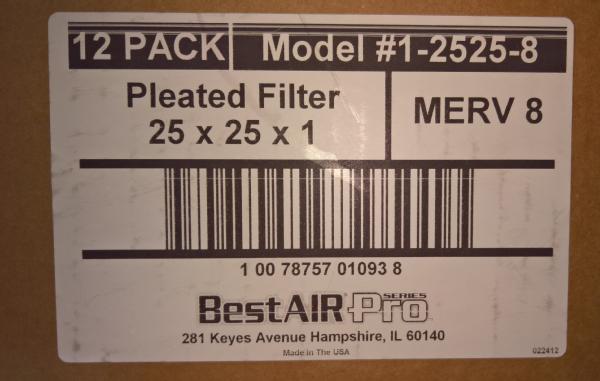 12 PACK Model #1-2525-8
Pleated Filter
25 x 25 x 1
MERV 8
1 00 78757 01093 8
BestAIR Pro SERIES
281 Keyes Avenue Hampshire, IL 60140
Made in The USA
022412